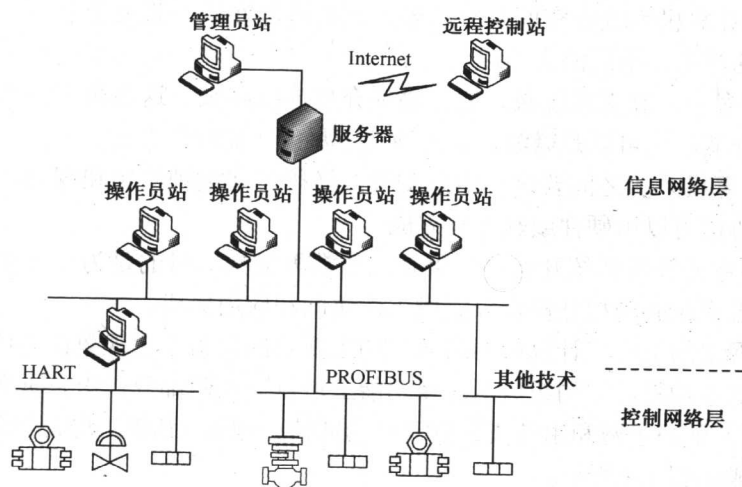 管理员站
远程控制站
Internet
服务器
信息网络层
操作员站
操作员站
操作员站
操作员站
HART
PROFIBUS
其他技术
控制网络层